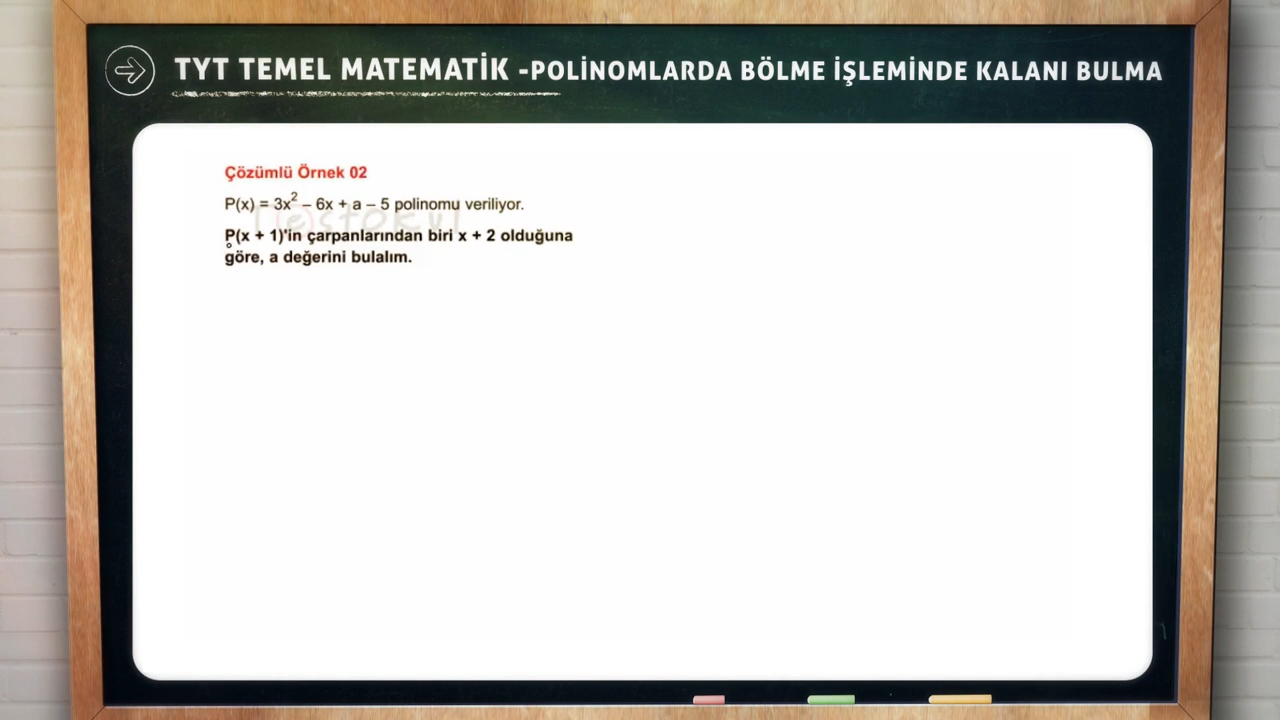 TYT TEMEL MATEMATİK -POLİNOMLARDA BÖLME İŞLEMİNDE KALANI BULMA
Çözümlü Örnek 02
P(x) = 3x² – 6x + a – 5 polinomu veriliyor.
P(x + 1)'in çarpanlarından biri x + 2 olduğuna
göre, a değerini bulalım.